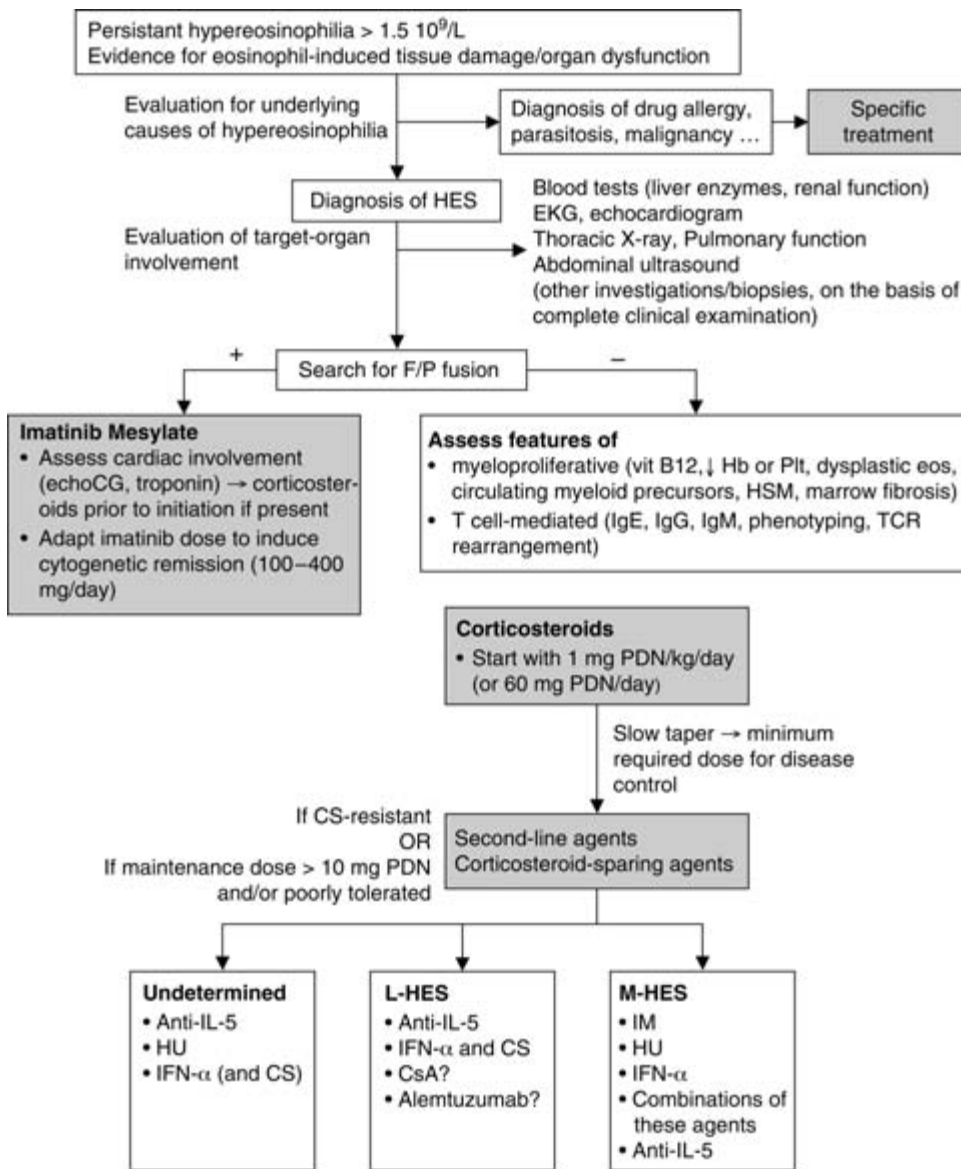 Persistant hypereosinophilia > 1.5 10⁹/L
Evidence for eosinophil-induced tissue damage/organ dysfunction
Evaluation for underlying
causes of hypereosinophilia
Diagnosis of drug allergy,
parasitosis, malignancy ...
Specific
treatment
Diagnosis of HES
Evaluation of target-organ
involvement
Blood tests (liver enzymes, renal function)
EKG, echocardiogram
Thoracic X-ray, Pulmonary function
Abdominal ultrasound
(other investigations/biopsies, on the basis of
complete clinical examination)
+
Search for F/P fusion
–
Imatinib Mesylate
• Assess cardiac involvement
(echoCG, troponin) → corticoster-
oids prior to initiation if present
• Adapt imatinib dose to induce
cytogenetic remission (100–400
mg/day)
Assess features of
• myeloproliferative (vit B12,↓ Hb or Plt, dysplastic eos,
circulating myeloid precursors, HSM, marrow fibrosis)
• T cell-mediated (IgE, IgG, IgM, phenotyping, TCR
rearrangement)
Corticosteroids
• Start with 1 mg PDN/kg/day
(or 60 mg PDN/day)
Slow taper → minimum
required dose for disease
control
If CS-resistant
OR
If maintenance dose > 10 mg PDN
and/or poorly tolerated
Second-line agents
Corticosteroid-sparing agents
Undetermined
• Anti-IL-5
• HU
• IFN-α (and CS)
L-HES
• Anti-IL-5
• IFN-α and CS
• CsA?
• Alemtuzumab?
M-HES
• IM
• HU
• IFN-α
• Combinations of
these agents
• Anti-IL-5